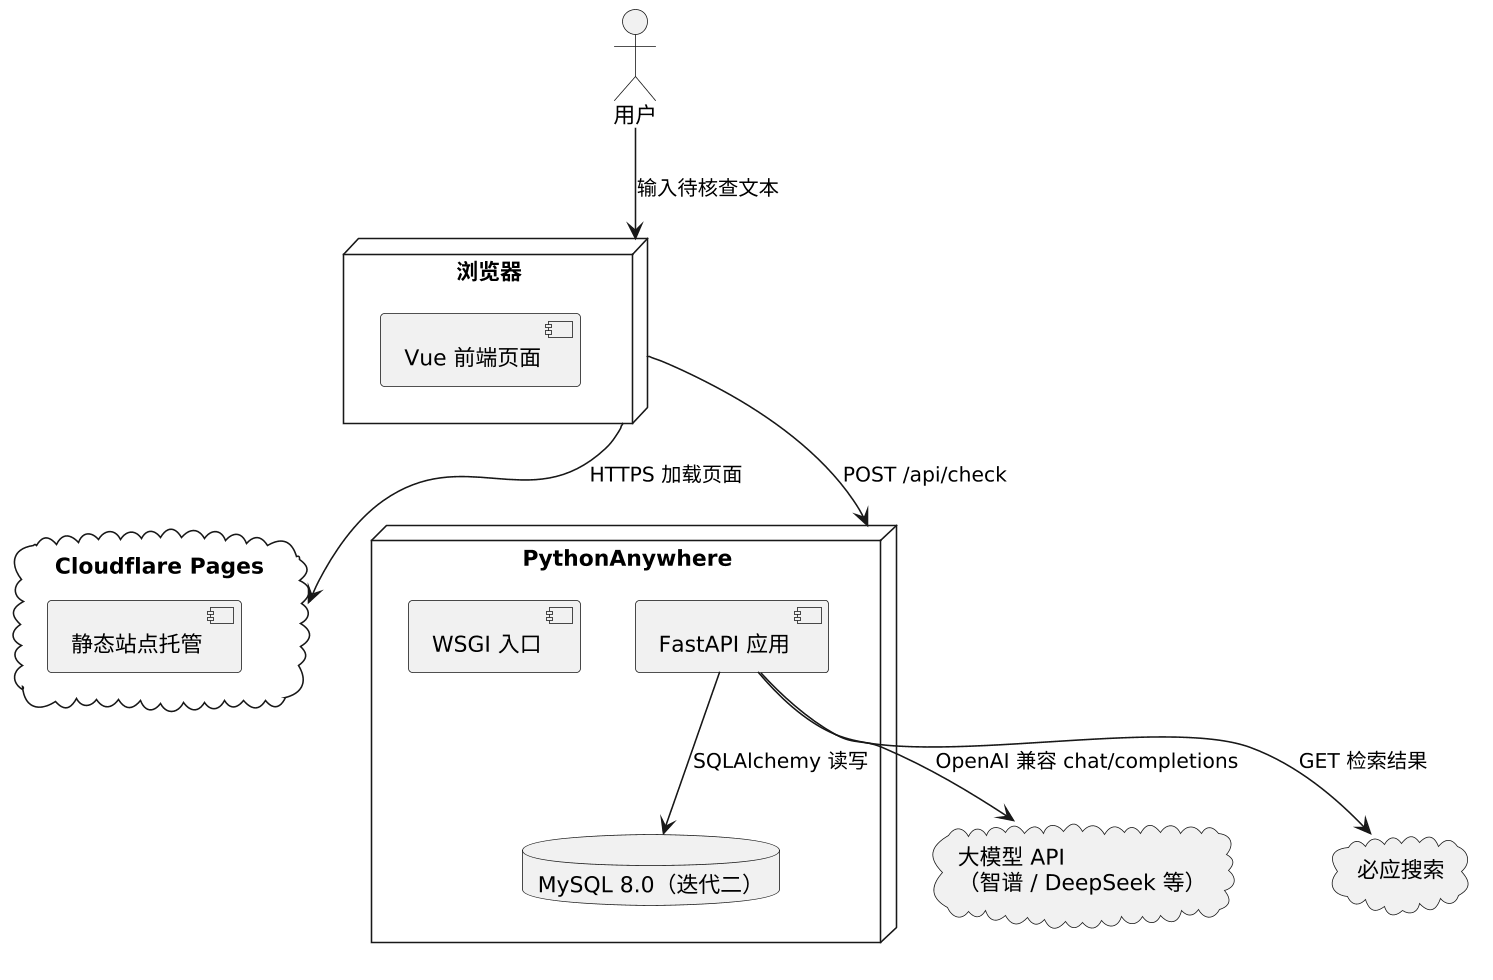 用户
输入待核查文本
浏览器
Vue 前端页面
HTTPS 加载页面
POST /api/check
Cloudflare Pages
静态站点托管
PythonAnywhere
WSGI 入口
FastAPI 应用
SQLAlchemy 读写
OpenAI 兼容 chat/completions
GET 检索结果
MySQL 8.0（迭代二）
大模型 API
（智谱 / DeepSeek 等）
必应搜索